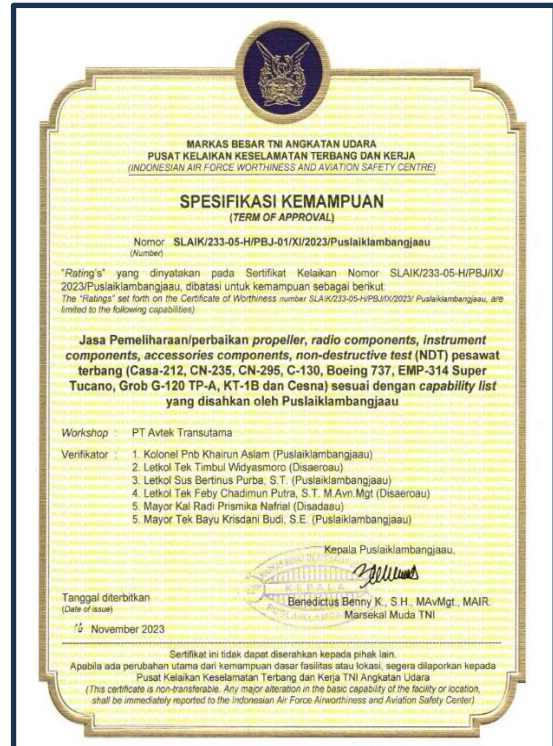 MARKAS BESAR TNI ANGKATAN UDARA
PUSAT KELAIKAN KESELAMATAN TERBANG DAN KERJA
(INDONESIAN AIR FORCE WORTHINESS AND AVIATION SAFETY CENTRE)
SPESIFIKASI KEMAMPUAN
(TERM OF APPROVAL)
Nomor SLAIK/233-05-H/PBJ-01/XI/2023/Puslaiklambangjaau
(Number)
"Rating's" yang dinyatakan pada Sertifikat Kelaikan Nomor SLAIK/233-05-H/PBJ/IX/
2023/Puslaiklambangjaau, dibatasi untuk kemampuan sebagai berikut:
The "Ratings" set forth on the Certificate of Worthiness number SLAIK/233-05-H/PBJ/IX/2023/ Puslaiklambangjaau, are
limited to the following capabilities)
Jasa Pemeliharaan/perbaikan propeller, radio components, instrument
components, accessories components, non-destructive test (NDT) pesawat
terbang (Casa-212, CN-235, CN-295, C-130, Boeing 737, EMP-314 Super
Tucano, Grob G-120 TP-A, KT-1B dan Cesna) sesuai dengan capability list
yang disahkan oleh Puslaiklambangjaau
Workshop : PT Avtek Transutama
Verifikator : 1. Kolonel Pnb Khairun Aslam (Puslaiklambangjaau)
2. Letkol Tek Timbul Widyasmoro (Disaeroau)
3. Letkol Sus Bertinus Purba, S.T. (Puslaiklambangjaau)
4. Letkol Tek Feby Chadimun Putra, S.T. M.Avn.Mgt (Disaeroau)
5. Mayor Kal Radi Prismika Nafrial (Disadaau)
5. Mayor Tek Bayu Krisdani Budi, S.E. (Puslaiklambangjaau)
Kepala Puslaiklambangjaau,
KEPALA
Tanggal diterbitkan
(Date of issue)
Benedictus Benny K., S.H., MAvMgt., MAIR.
Marsekal Muda TNI
16 November 2023
Sertifikat ini tidak dapat diserahkan kepada pihak lain.
Apabila ada perubahan utama dari kemampuan dasar fasilitas atau lokasi, segera dilaporkan kepada
Pusat Kelaikan Keselamatan Terbang dan Kerja TNI Angkatan Udara
(This certificate is non-transferable. Any major alteration in the basic capability of the facility or location,
shall be immediately reported to the Indonesian Air Force Airworthiness and Aviation Safety Center)